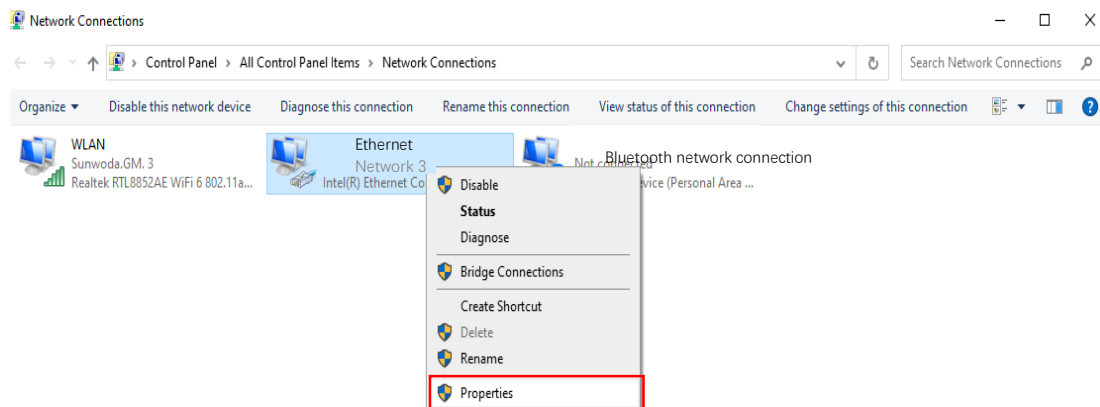 Network Connections
Control Panel > All Control Panel Items > Network Connections
Search Network Connections
Organize Disable this network device Diagnose this connection Rename this connection View status of this connection Change settings of this connection
WLAN
Sunwoda.GM. 3
Realtek RTL8852AE WiFi 6 802.11a...
Ethernet
Network 3
Intel(R) Ethernet Co
Bluetooth network connection
Not connected
vice (Personal Area ...
Disable
Status
Diagnose
Bridge Connections
Create Shortcut
Delete
Rename
Properties